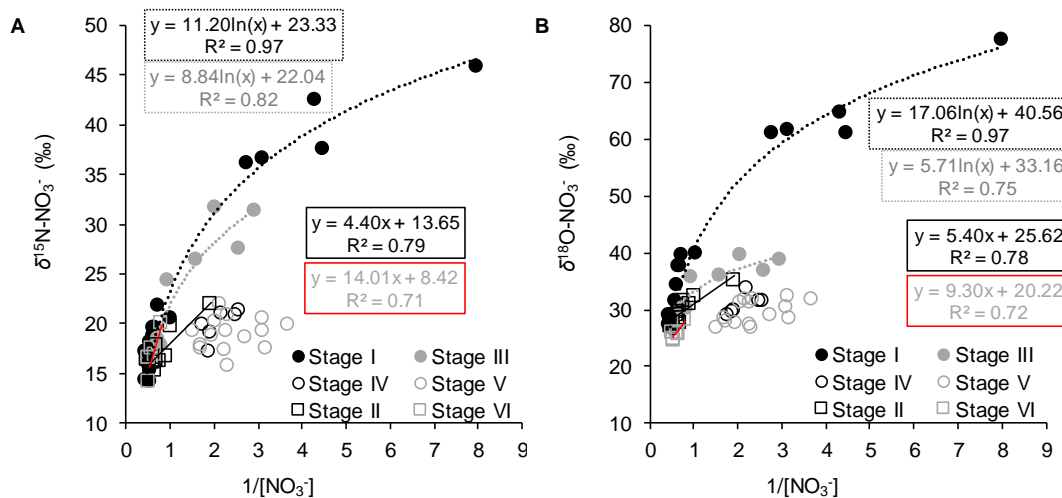 A
y = 11.20ln(x) + 23.33
R² = 0.97
y = 8.84ln(x) + 22.04
R² = 0.82
y = 4.40x + 13.65
R² = 0.79
y = 14.01x + 8.42
R² = 0.71
Stage I
Stage III
Stage IV
Stage V
Stage II
Stage VI
50
45
40
35
30
25
20
15
10
δ¹⁵N-NO₃⁻ (‰)
0 1 2 3 4 5 6 7 8 9
1/[NO₃⁻]
B
y = 17.06ln(x) + 40.56
R² = 0.97
y = 5.71ln(x) + 33.16
R² = 0.75
y = 5.40x + 25.62
R² = 0.78
y = 9.30x + 20.22
R² = 0.72
Stage I
Stage III
Stage IV
Stage V
Stage II
Stage VI
80
70
60
50
40
30
20
10
0
δ¹⁸O-NO₃⁻ (‰)
0 1 2 3 4 5 6 7 8 9
1/[NO₃⁻]